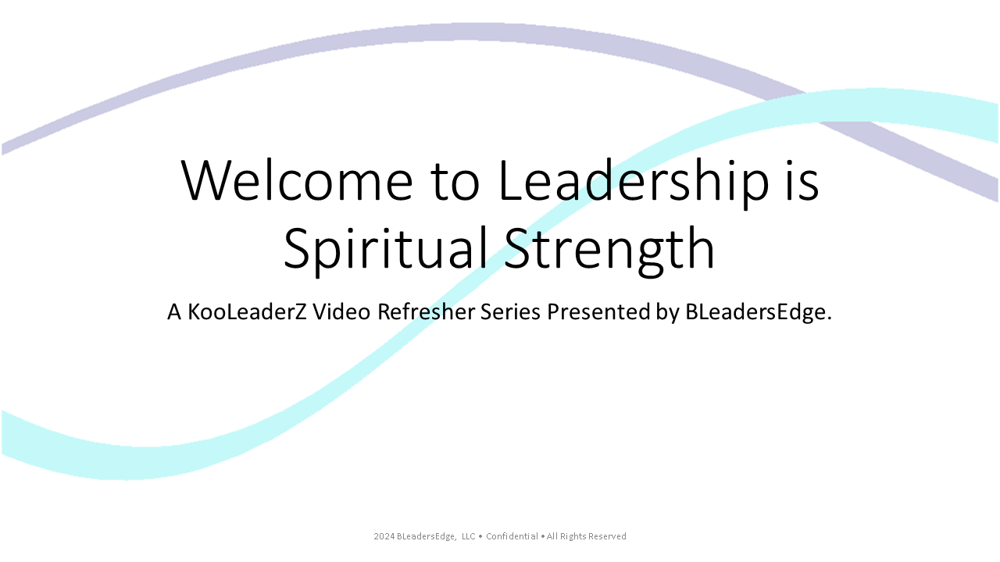 Welcome to Leadership is
Spiritual Strength
A KooLeaderZ Video Refresher Series Presented by BLeadersEdge.
2024 BLeadersEdge, LLC • Confidential • All Rights Reserved